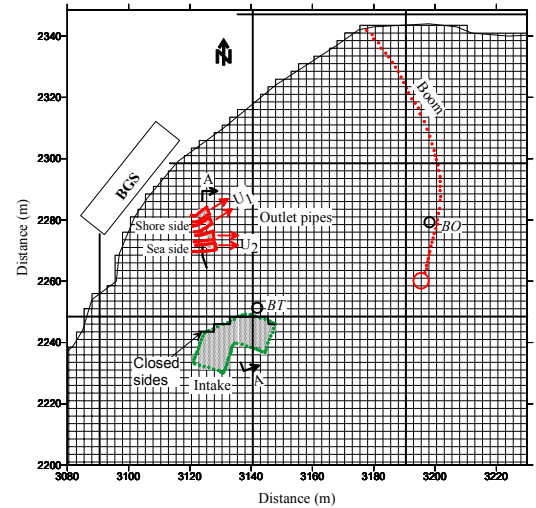 2340
2320
2300
2280
2260
2240
2220
2200
Distance (m)
N
Boom
BGS
A
U1
Shore side
Outlet pipes
Sea side
U2
BO
BT
Closed
sides
Intake
A
3080
3100
3120
3140
3160
3180
3200
3220
Distance (m)